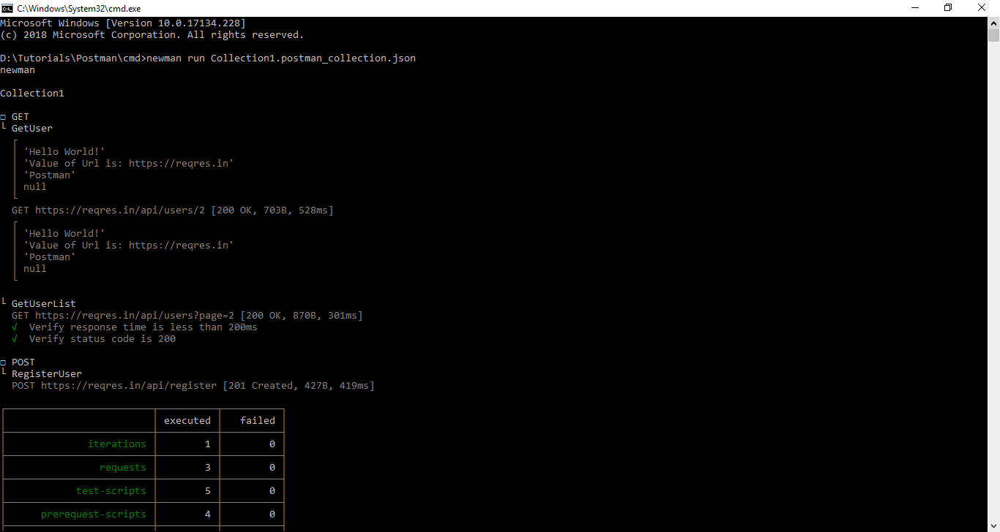 C:\Windows\System32\cmd.exe
Microsoft Windows [Version 10.0.17134.228]
(c) 2018 Microsoft Corporation. All rights reserved.
D:\Tutorials\Postman\cmd>newman run Collection1.postman_collection.json
newman
Collection1
□ GET
└ GetUser
┌
│ 'Hello World!'
│ 'Value of Url is: https://reqres.in'
│ 'Postman'
│ null
└
GET https://reqres.in/api/users/2 [200 OK, 703B, 528ms]
┌
│ 'Hello World!'
│ 'Value of Url is: https://reqres.in'
│ 'Postman'
│ null
└
└ GetUserList
GET https://reqres.in/api/users?page=2 [200 OK, 870B, 301ms]
√ Verify response time is less than 200ms
√ Verify status code is 200
□ POST
└ RegisterUser
POST https://reqres.in/api/register [201 Created, 427B, 419ms]
executed failed
iterations 1 0
requests 3 0
test-scripts 5 0
prerequest-scripts 4 0